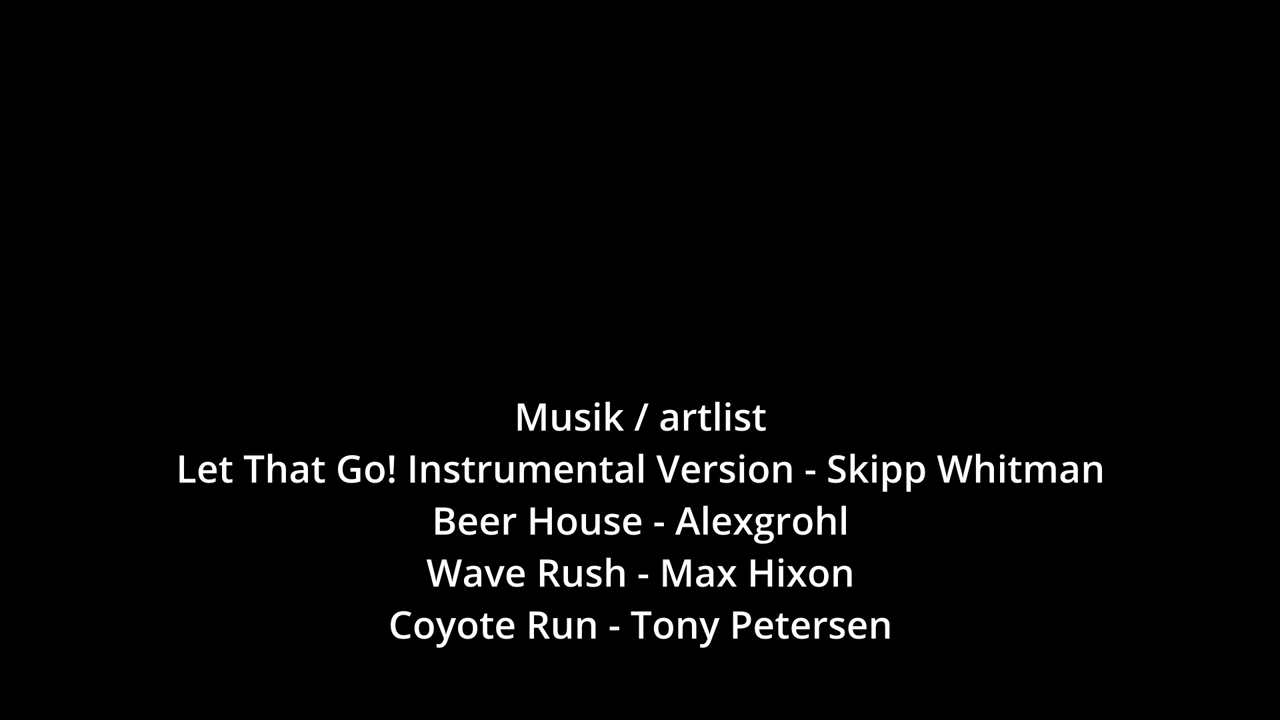 Musik / artlist
Let That Go! Instrumental Version - Skipp Whitman
Beer House - Alexgrohl
Wave Rush - Max Hixon
Coyote Run - Tony Petersen